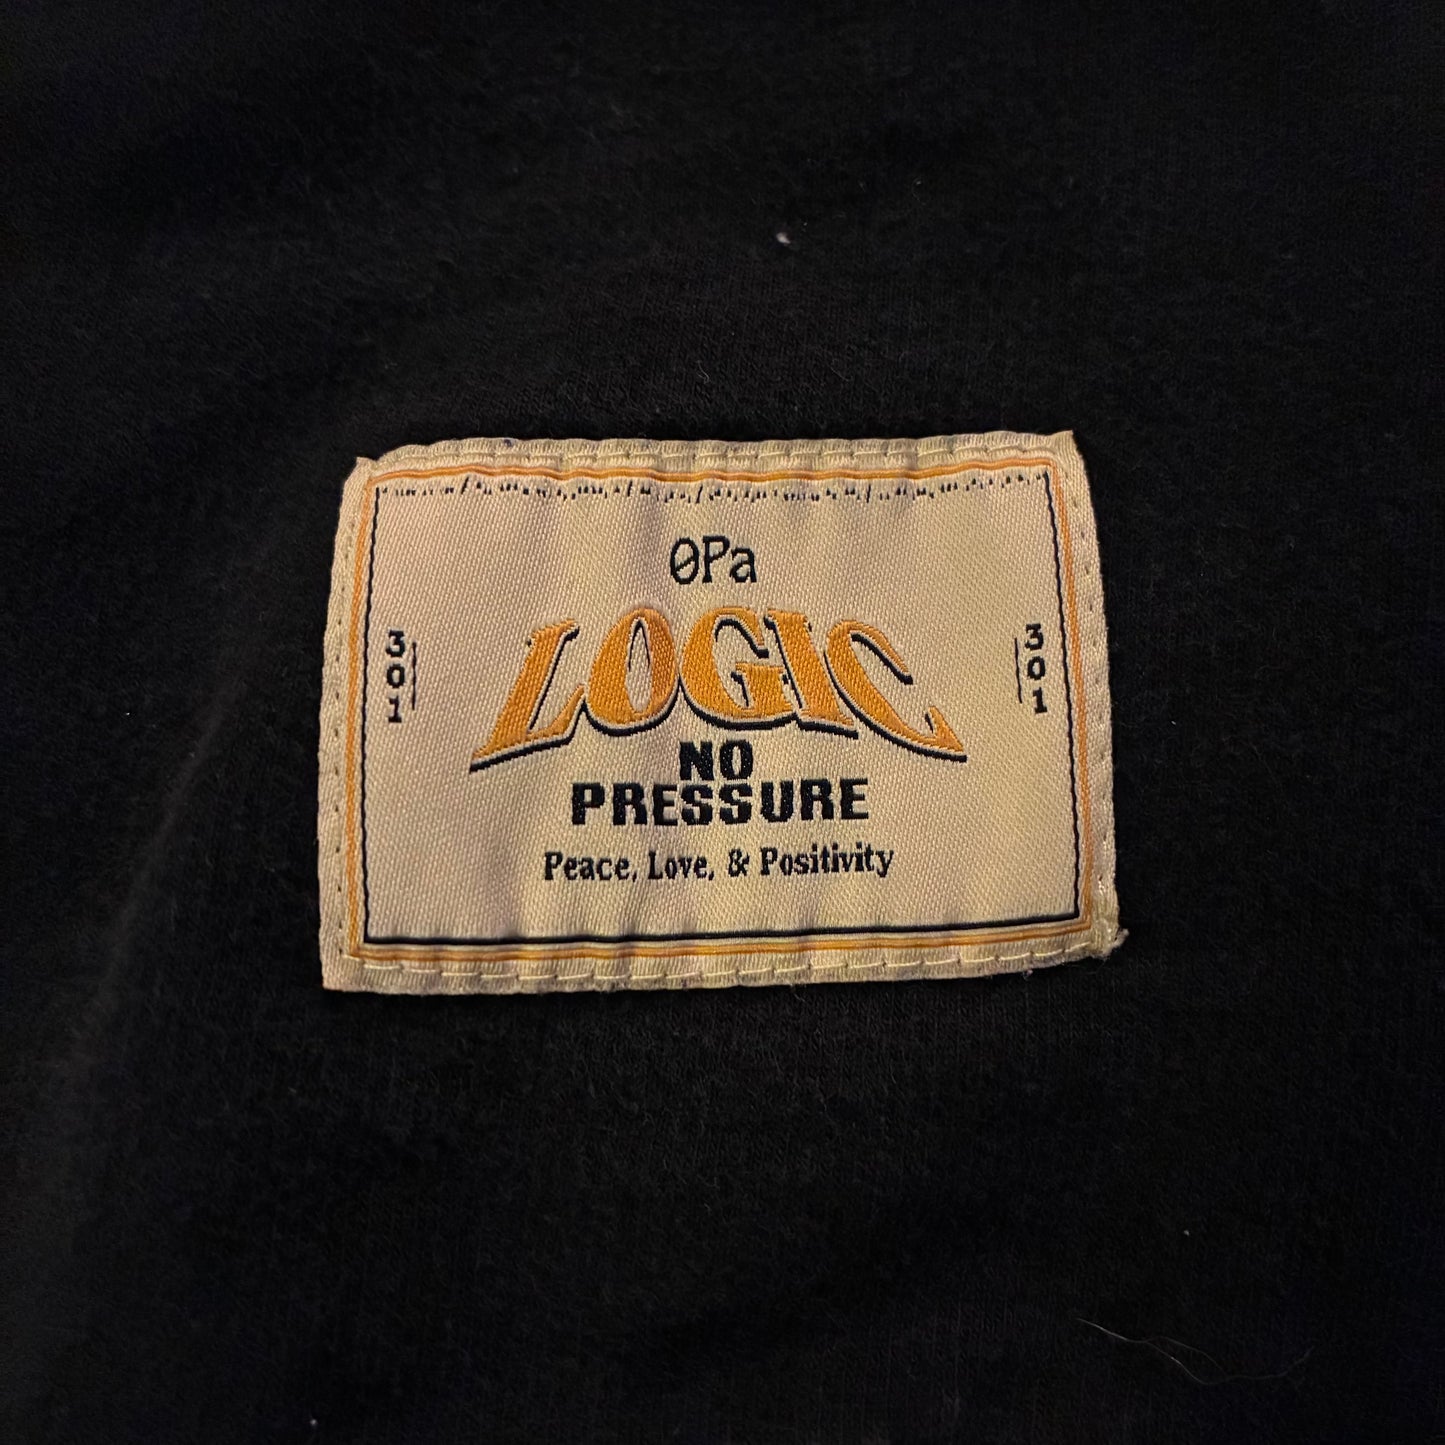 0Pa
LOGIC
301
301
NO
PRESSURE
Peace, Love, & Positivity